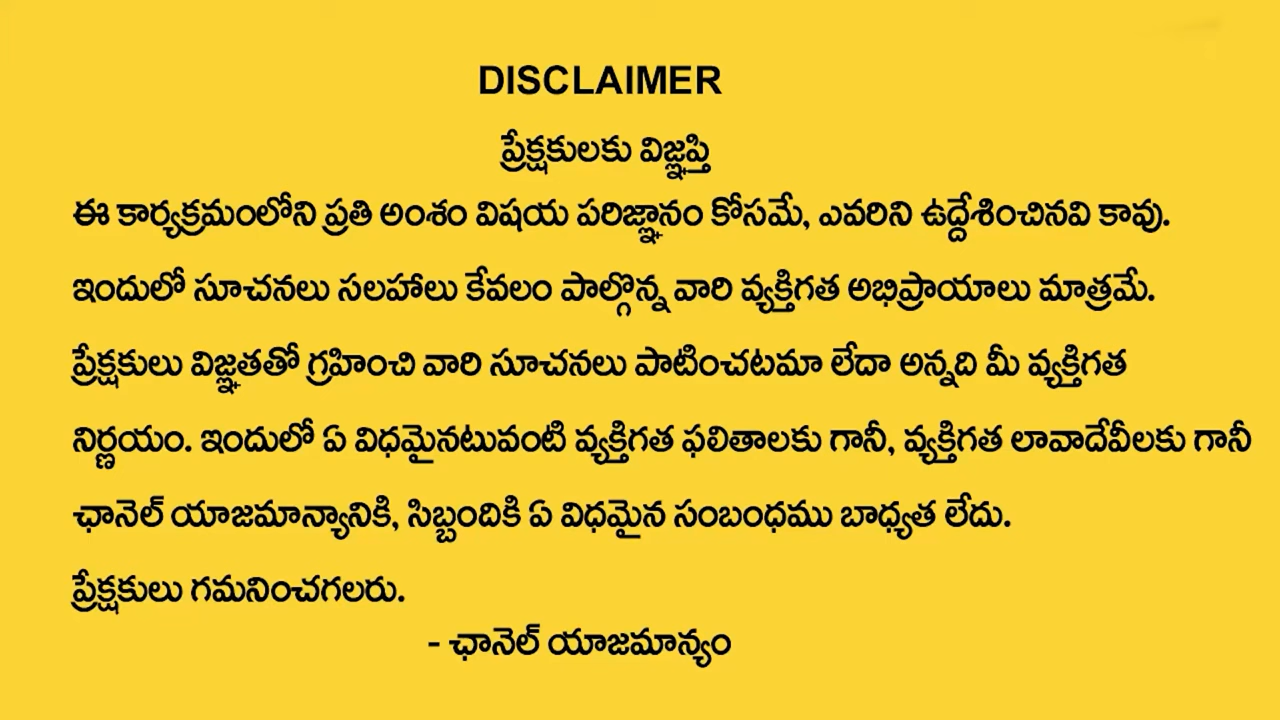 DISCLAIMER
ప్రేక్షకులకు విజ్ఞప్తి
ఈ కార్యక్రమంలోని ప్రతి అంశం విషయ పరిజ్ఞానం కోసమే, ఎవరిని ఉద్దేశించినవి కావు.
ఇందులో సూచనలు సలహాలు కేవలం పాల్గొన్న వారి వ్యక్తిగత అభిప్రాయాలు మాత్రమే.
ప్రేక్షకులు విజ్ఞతతో గ్రహించి వారి సూచనలు పాటించటమా లేదా అన్నది మీ వ్యక్తిగత
నిర్ణయం. ఇందులో ఏ విధమైనటువంటి వ్యక్తిగత ఫలితాలకు గానీ, వ్యక్తిగత లావాదేవీలకు గానీ
ఛానెల్ యాజమాన్యానికి, సిబ్బందికి ఏ విధమైన సంబంధము బాధ్యత లేదు.
ప్రేక్షకులు గమనించగలరు.
- ఛానెల్ యాజమాన్యం